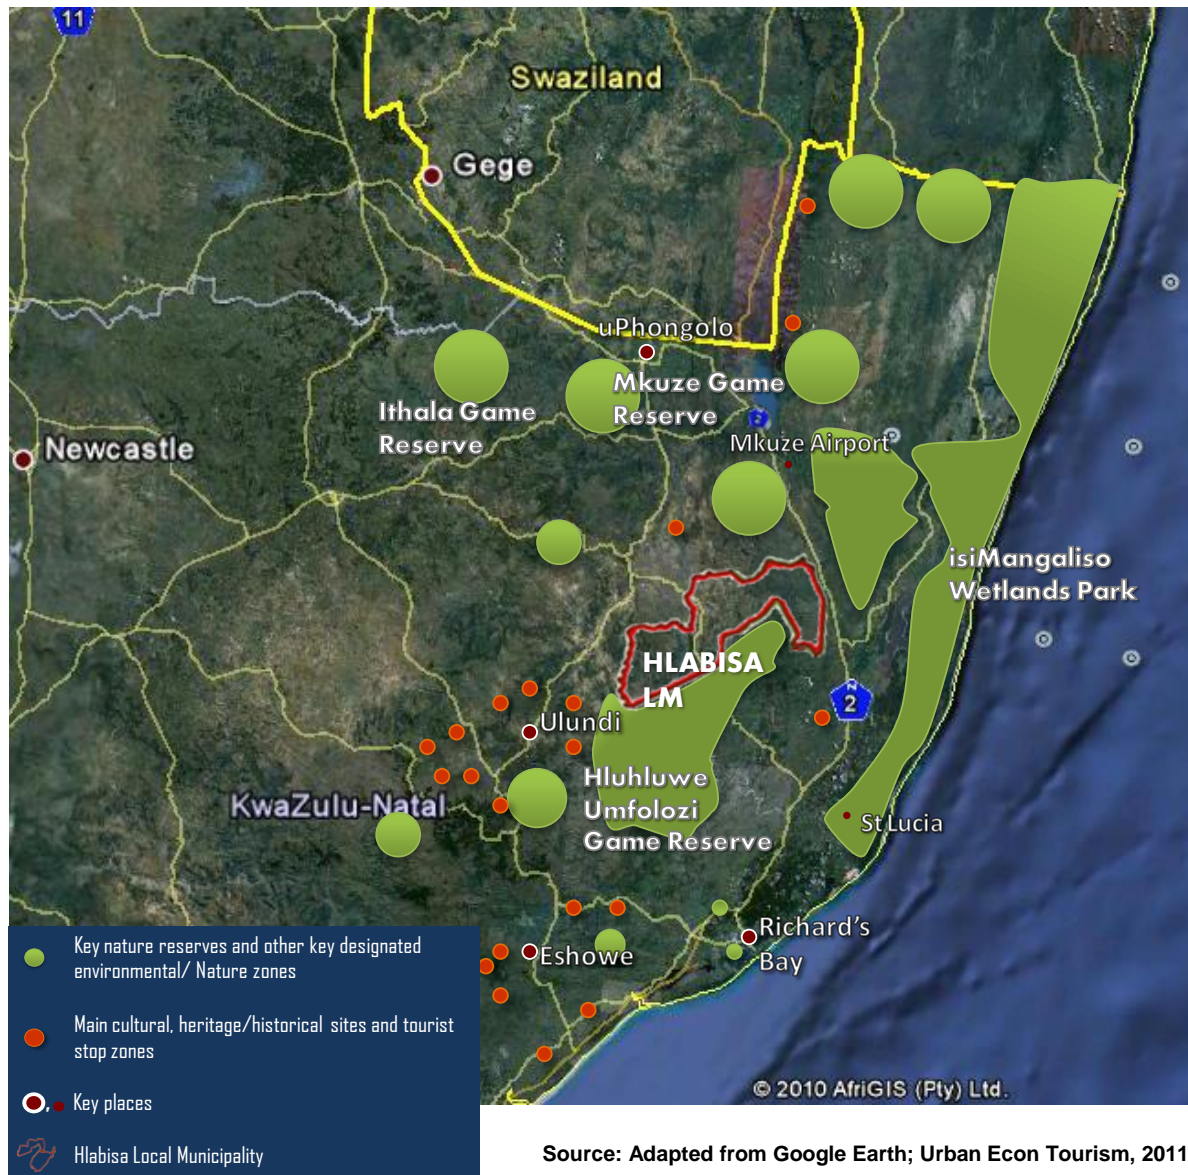 11
Swaziland
Gege
uPhongolo
Mkuze Game
Reserve
Ithala Game
Reserve
2
Newcastle
Mkuze Airport
isiMangaliso
Wetlands Park
HLABISA
LM
N
2
Ulundi
Hluhluwe
Umfolozi
Game Reserve
KwaZulu-Natal
St Lucia
Richard's
Bay
Eshowe
Key nature reserves and other key designated
environmental/ Nature zones
Main cultural, heritage/historical sites and tourist
stop zones
, Key places
Hlabisa Local Municipality
© 2010 AfriGIS (Pty) Ltd.
Source: Adapted from Google Earth; Urban Econ Tourism, 2011